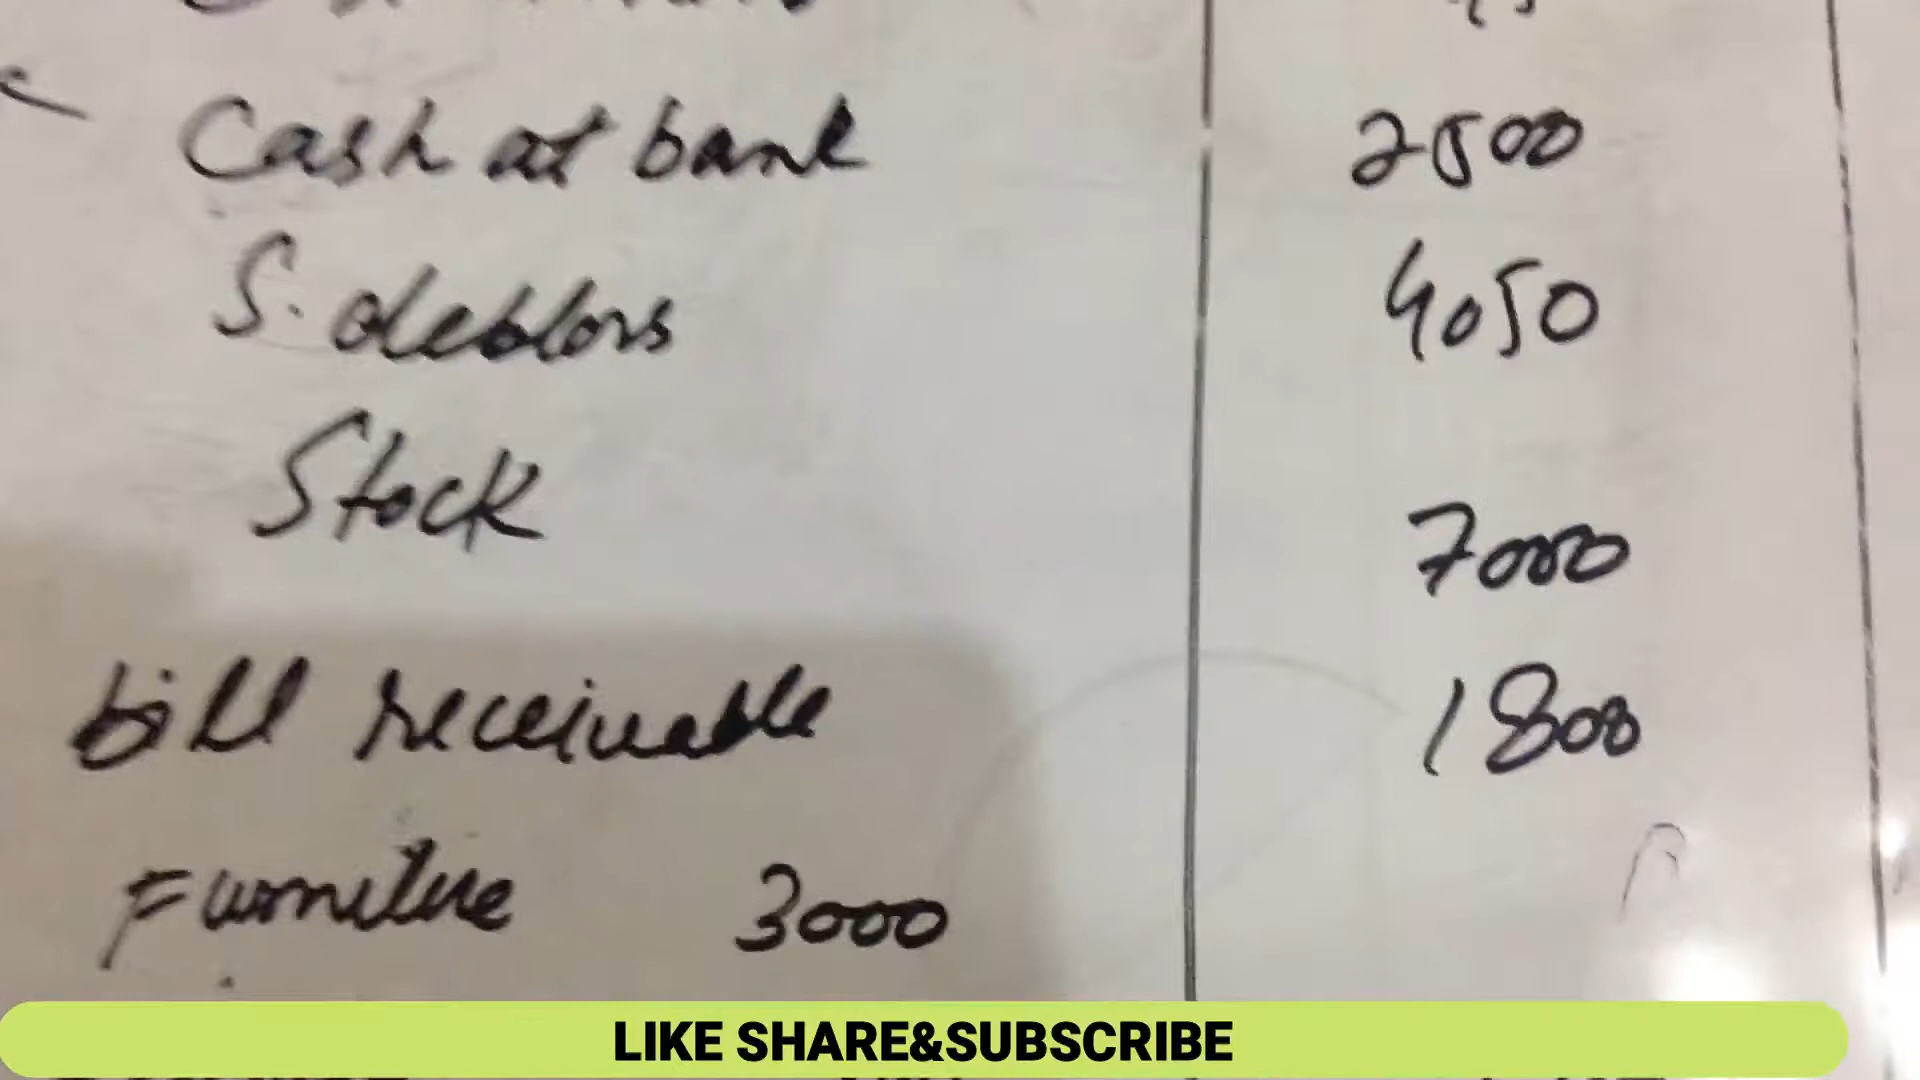 Cash at bank 2500
S. debtors 4050
Stock 7000
bill receivable 1800
Furniture 3000
LIKE SHARE&SUBSCRIBE